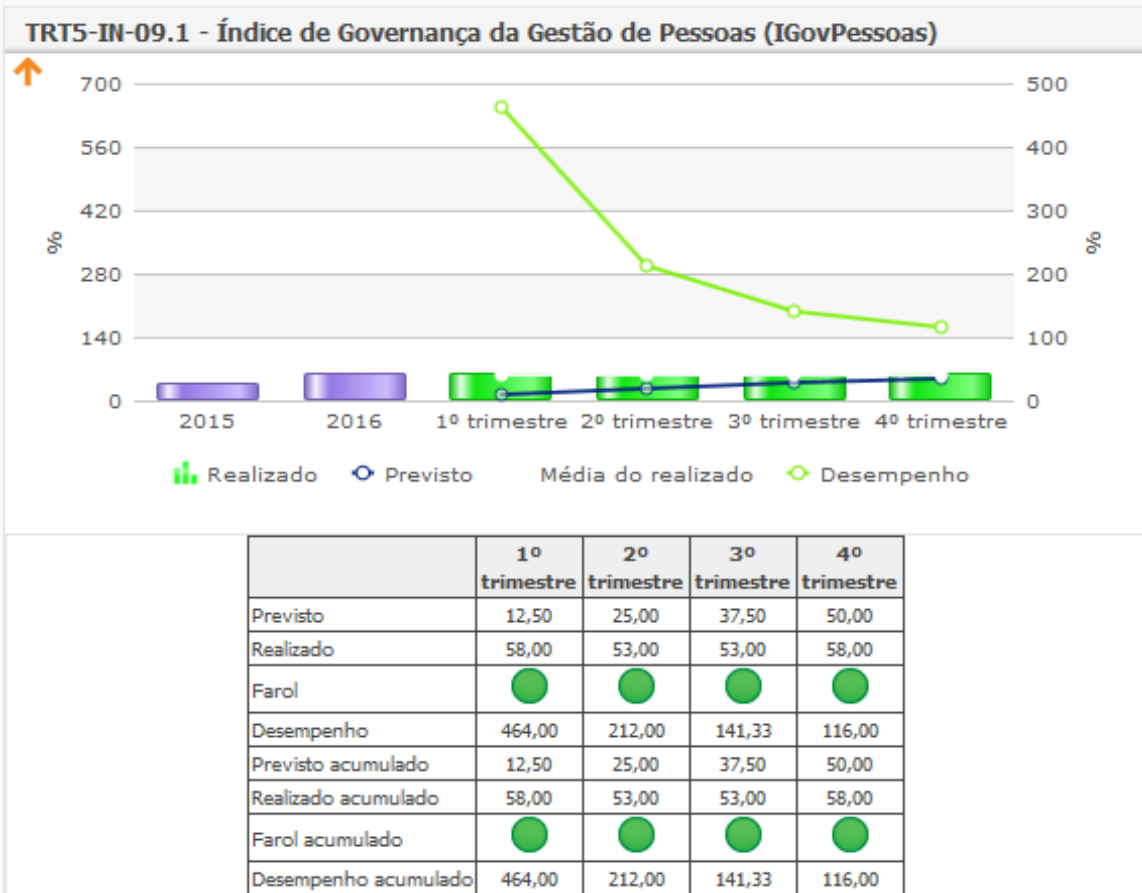 TRT5-IN-09.1 - Índice de Governança da Gestão de Pessoas (IGovPessoas)
700 500
560 400
420 300
% %
280 200
140 100
0 0
2015 2016 1º trimestre 2º trimestre 3º trimestre 4º trimestre
Realizado Previsto Média do realizado Desempenho
1º 2º 3º 4º
trimestre trimestre trimestre trimestre
Previsto 12,50 25,00 37,50 50,00
Realizado 58,00 53,00 53,00 58,00
Farol
Desempenho 464,00 212,00 141,33 116,00
Previsto acumulado 12,50 25,00 37,50 50,00
Realizado acumulado 58,00 53,00 53,00 58,00
Farol acumulado
Desempenho acumulado 464,00 212,00 141,33 116,00